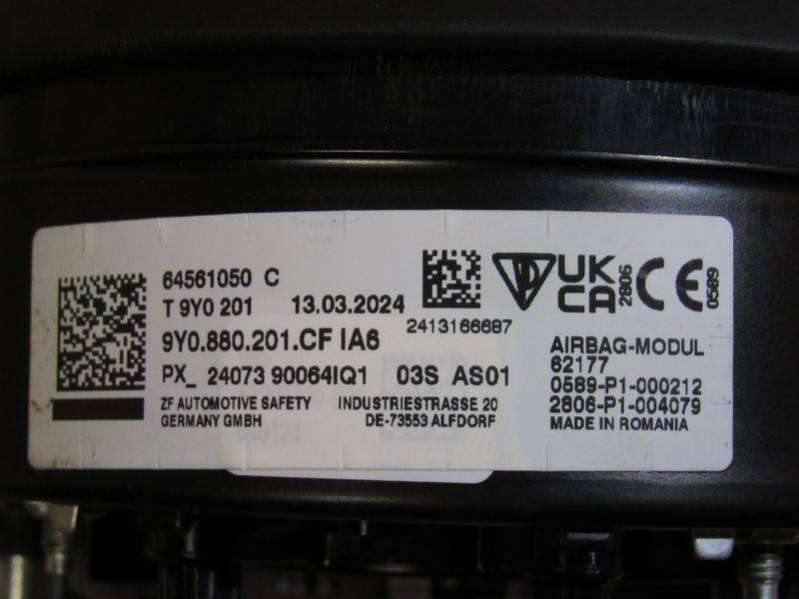 64561050 C
T 9Y0 201 13.03.2024
9Y0.880.201.CF IA6
PX_ 24073 90064IQ1 03S AS01
ZF AUTOMOTIVE SAFETY INDUSTRIESTRASSE 20
GERMANY GMBH DE-73553 ALFDORF
2413166687
UK
CA
2806
CE
0589
AIRBAG-MODUL
62177
0589-P1-000212
2806-P1-004079
MADE IN ROMANIA